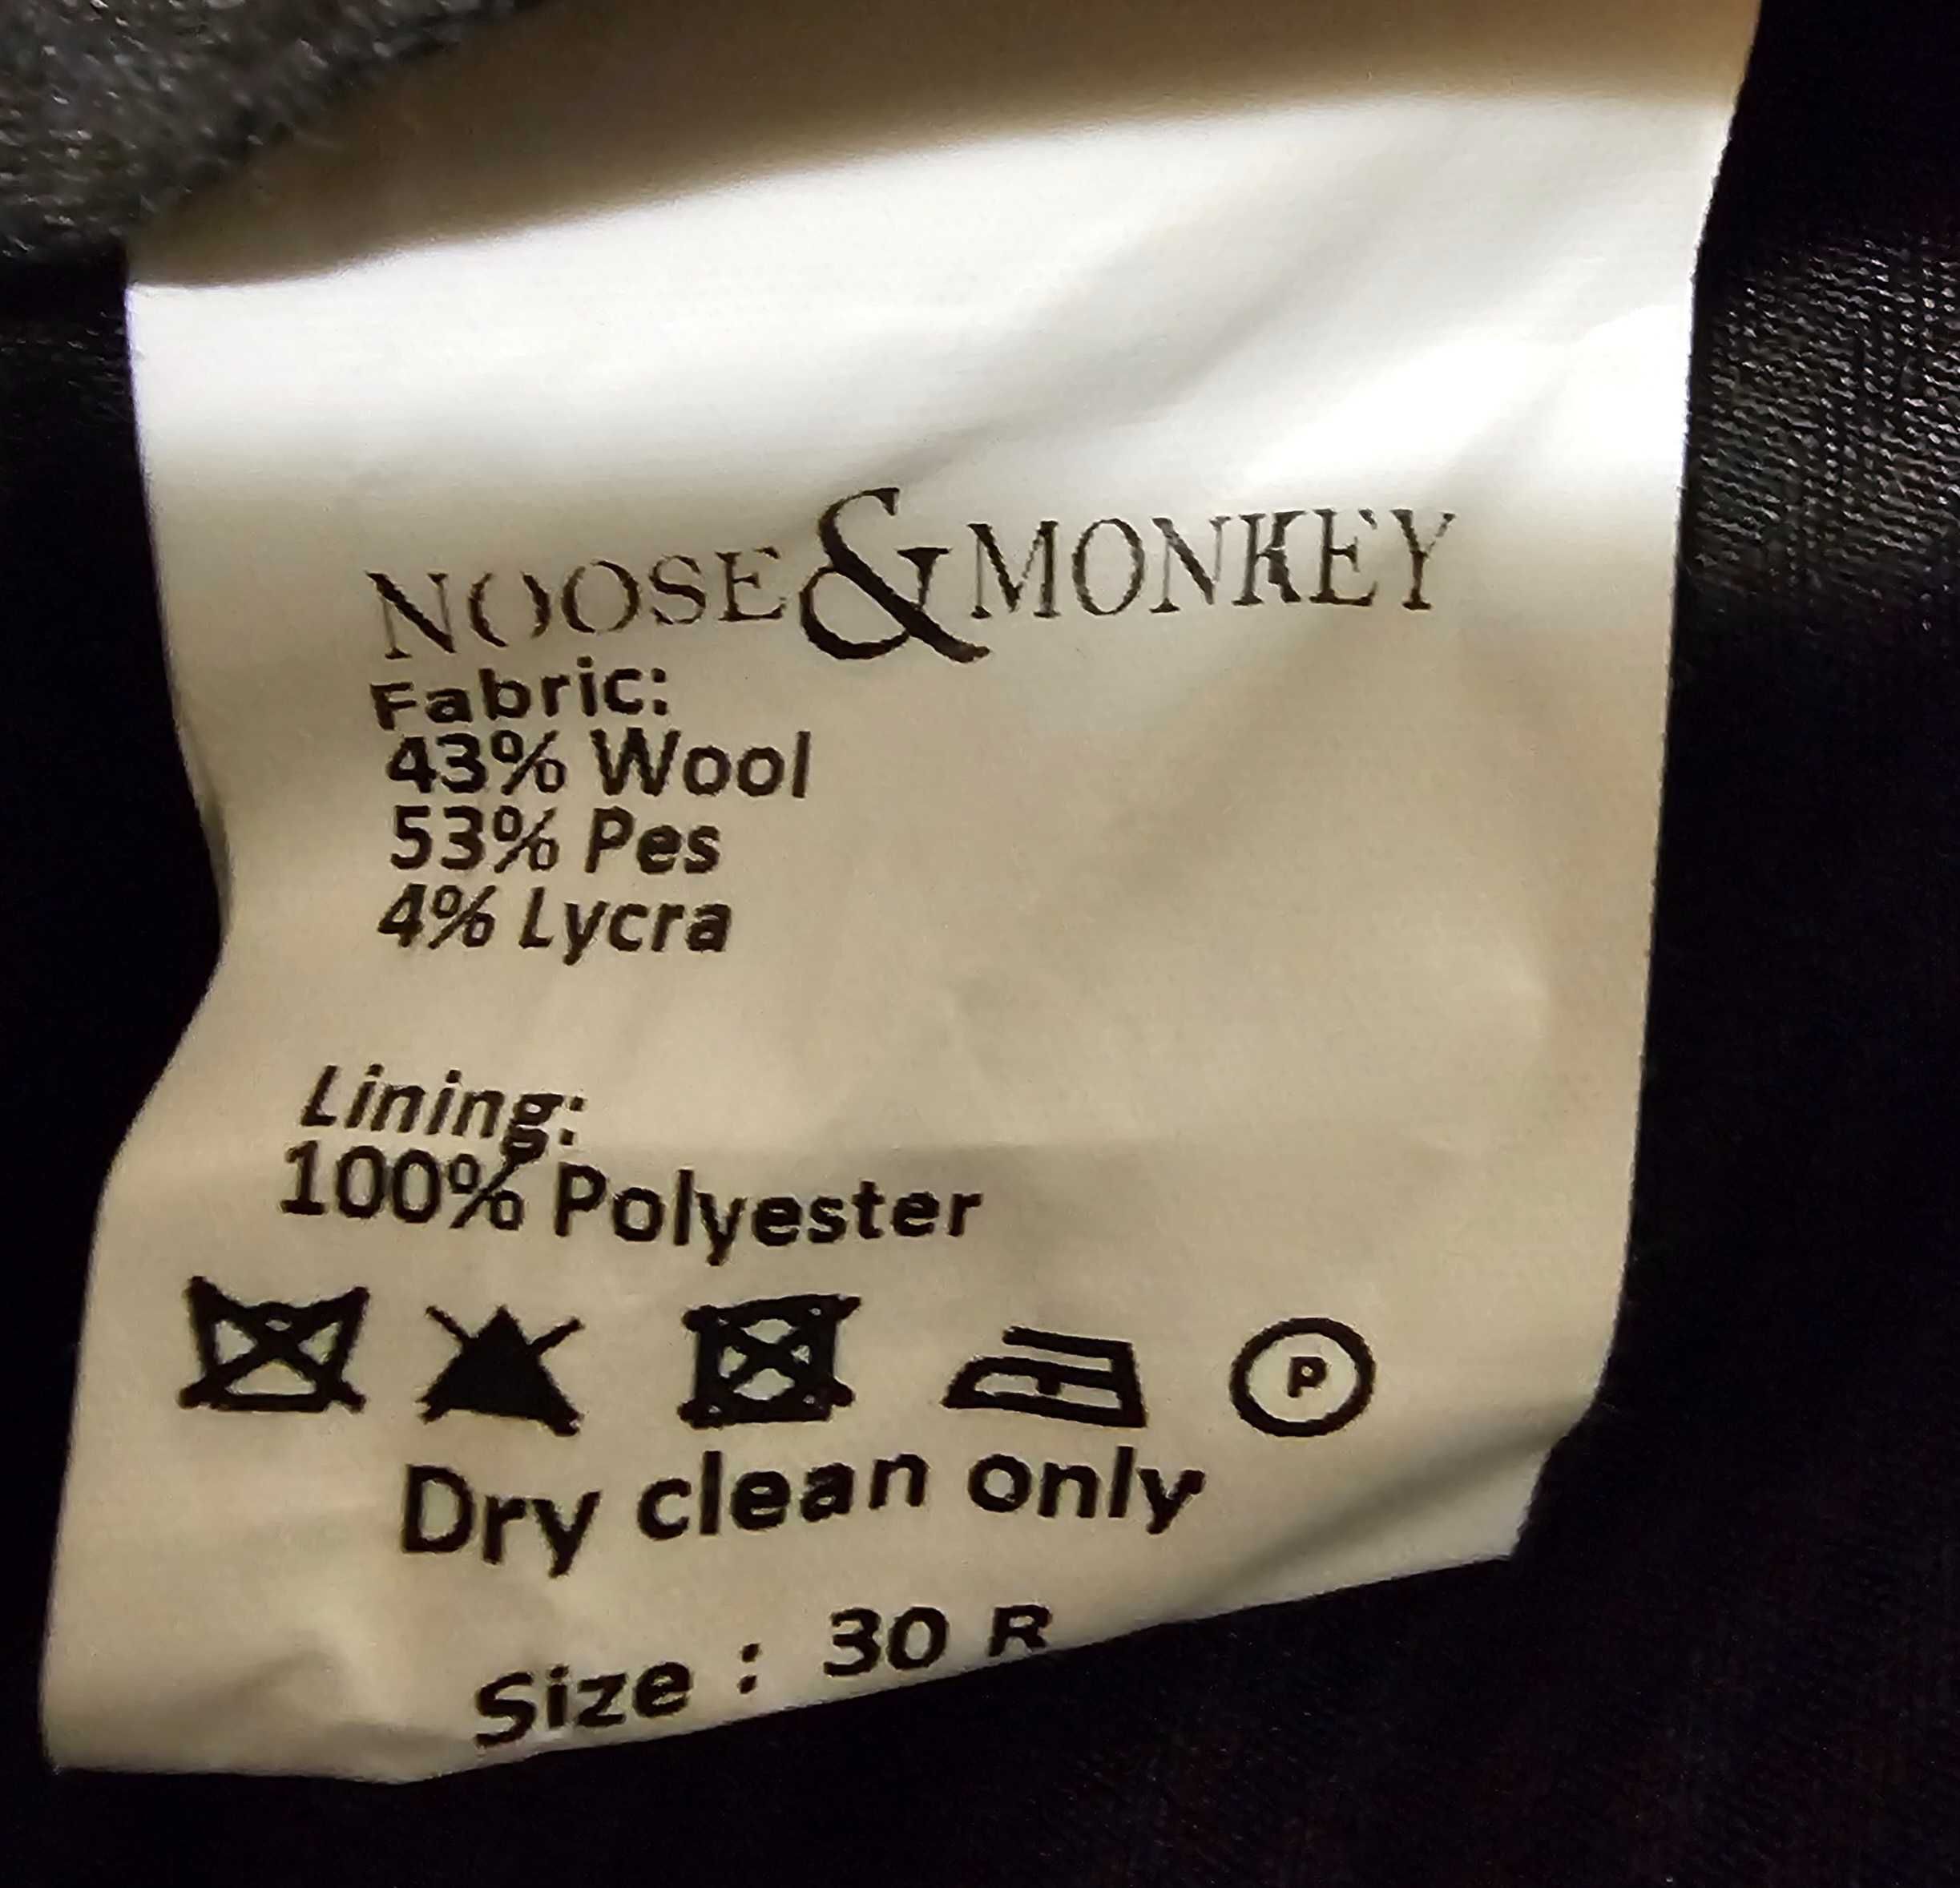 NOOSE & MONKEY
Fabric:
43% Wool
53% Pes
4% Lycra
Lining:
100% Polyester
P
Dry clean only
Size : 30 R